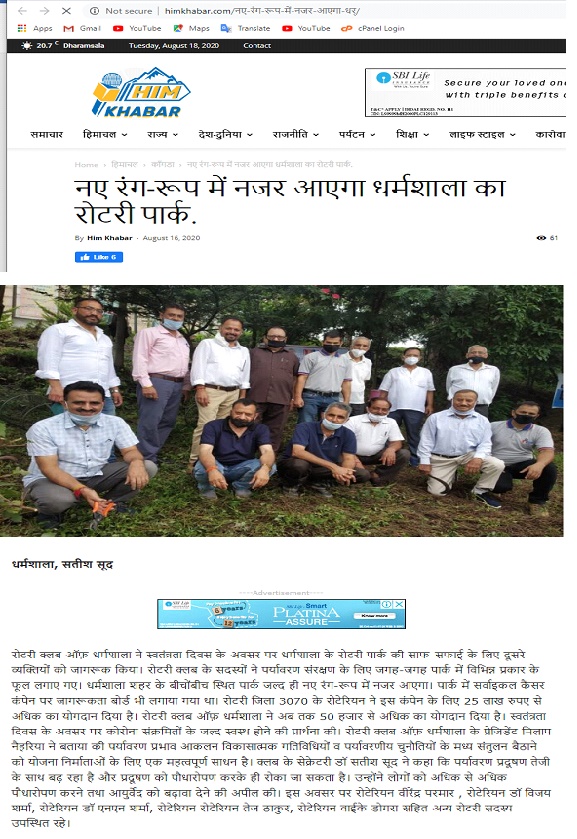 Not secure | himkhabar.com/नए-रंग-रूप-में-नजर-आएगा-धर्/
Apps Gmail YouTube Maps Translate YouTube cPanel Login
20.7 C Dharamsala Tuesday, August 18, 2020 Contact
HIM KHABAR
SBI Life INSURANCE
Secure your loved one
with triple benefits o
समाचार हिमाचल राज्य देश-दुनिया राजनीति पर्यटन शिक्षा लाइफ स्टाइल कारोबा
Home › हिमाचल › काँगडा › नए रंग-रूप में नजर आएगा धर्मशाला का रोटरी पार्क.
नए रंग-रूप में नजर आएगा धर्मशाला का
रोटरी पार्क.
By Him Khabar - August 16, 2020 61
Like 6
धर्मशाला, सतीश सूद
----Advertisement----
SBI Life 8 years 12 years Smart PLATINA ASSURE Know more
रोटरी क्लब ऑफ़ धर्मशाला ने स्वतंत्रता दिवस के अवसर पर धर्मशाला के रोटरी पार्क की साफ सफाई के लिए दूसरे
व्यक्तियों को जागरूक किया। रोटरी क्लब के सदस्यों ने पर्यावरण संरक्षण के लिए जगह-जगह पार्क में विभिन्न प्रकार के
फूल लगाए गए। धर्मशाला शहर के बीचोंबीच स्थित पार्क जल्द ही नए रंग-रूप में नजर आएगा। पार्क में सर्वाइकल कैंसर
कंपेन पर जागरूकता बोर्ड भी लगाया गया था। रोटरी जिला 3070 के रोटेरियन ने इस कंपेन के लिए 25 लाख रुपए से
अधिक का योगदान दिया है। रोटरी क्लब ऑफ़ धर्मशाला ने अब तक 50 हजार से अधिक का योगदान दिया है। स्वतंत्रता
दिवस के अवसर पर कोरोना संक्रमितों के जल्द स्वस्थ होने की प्रार्थना की। रोटरी क्लब ऑफ़ धर्मशाला के प्रेजिडेंट
नैहरिया ने बताया की पर्यावरण प्रभाव आकलन विकासात्मक गतिविधियों व पर्यावरणीय चुनौतियों के मध्य संतुलन बैठाने
को योजना निर्माताओं के लिए एक महत्वपूर्ण साधन है। क्लब के सेक्रेटरी डॉ सतीश सूद ने कहा कि पर्यावरण प्रदूषण तेजी
के साथ बढ़ रहा है और प्रदूषण को पौधारोपण करके ही रोका जा सकता है। उन्होंने लोगों को अधिक से अधिक
पौधारोपण करने तथा आयुर्वेद को बढ़ावा देने की अपील की। इस अवसर पर रोटेरियन वीरेंद्र परमार , रोटेरियन डॉ विजय
शर्मा, रोटेरियन डॉ एनएन शर्मा, रोटेरियन रोटेरियन तेज ठाकुर, रोटेरियन वाईके डोगरा सहित अन्य रोटरी सदस्य
उपस्थित रहे।